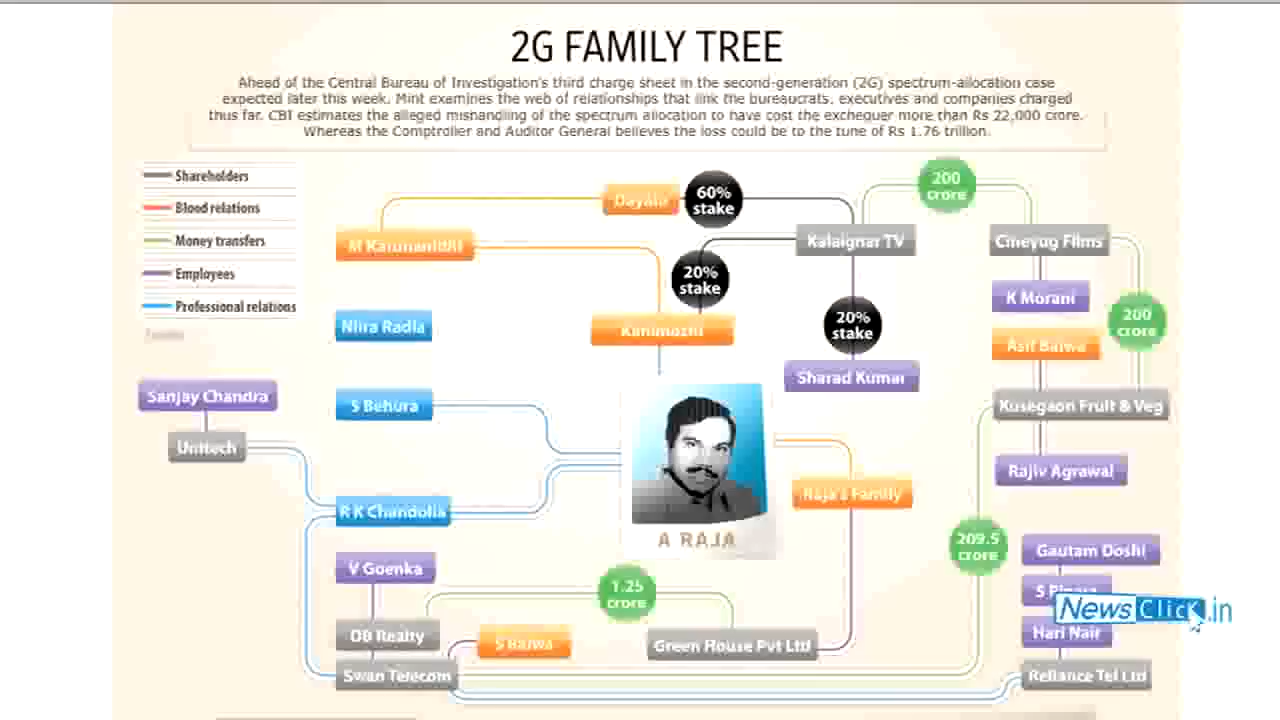 2G FAMILY TREE
Ahead of the Central Bureau of Investigation's third charge sheet in the second-generation (2G) spectrum-allocation case
expected later this week. Mint examines the web of relationships that link the bureaucrats, executives and companies charged
thus far. CBI estimates the alleged mishandling of the spectrum allocation to have cost the exchequer more than Rs 22,000 crore.
Whereas the Comptroller and Auditor General believes the loss could be to the tune of Rs 1.76 trillion.
Shareholders
Blood relations
Money transfers
Employees
Professional relations
Dayalu
60%
stake
200
crore
M Karunanidhi
Kalaignar TV
Cineyug Films
20%
stake
K Morani
Nira Radia
Kanimozhi
20%
stake
200
crore
Asif Balwa
Sharad Kumar
Sanjay Chandra
S Behura
Kusegaon Fruit & Veg
Unitech
Rajiv Agrawal
Raja's Family
R K Chandolia
A RAJA
209.5
crore
Gautam Doshi
V Goenka
1.25
crore
NewsClick.in
Hari Nair
DB Realty
S Balwa
Green House Pvt Ltd
Swan Telecom
Reliance Tel Ltd